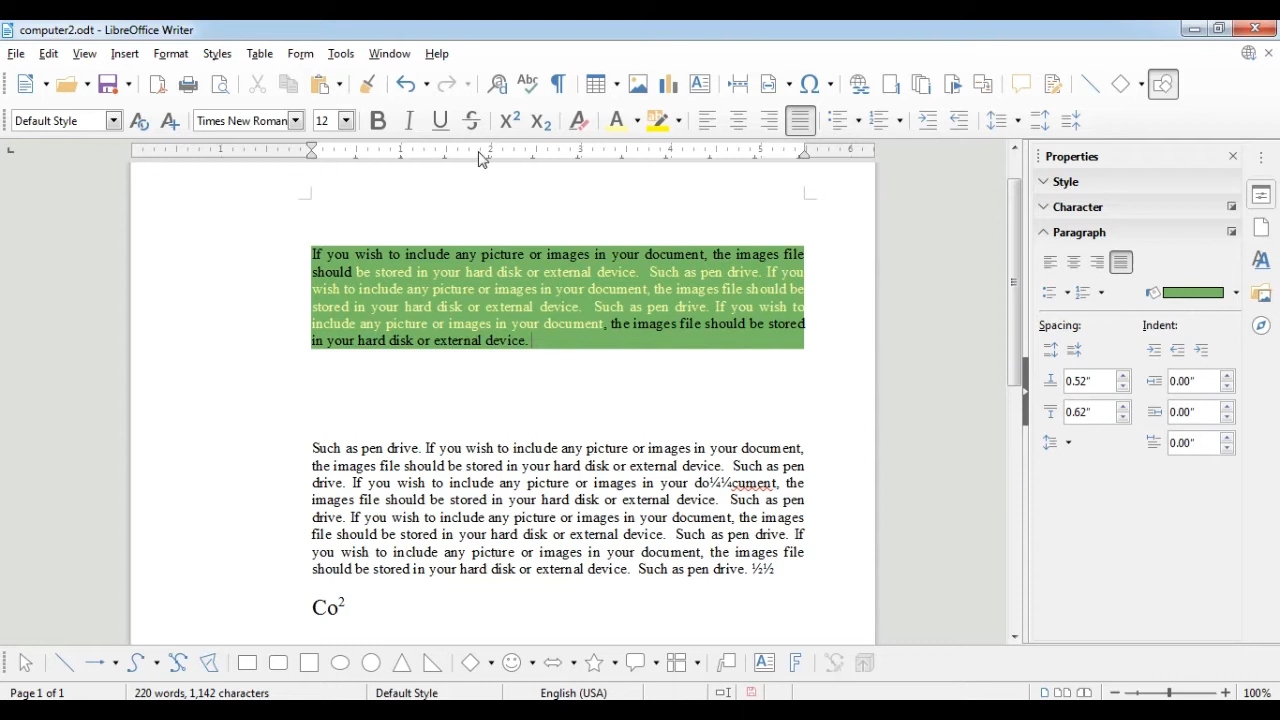 computer2.odt - LibreOffice Writer
File Edit View Insert Format Styles Table Form Tools Window Help
Default Style Times New Roman 12
1 1 2 3 4 5 6
Properties
Style
Character
Paragraph
Spacing: Indent:
0.52" 0.00"
0.62" 0.00"
0.00"
If you wish to include any picture or images in your document, the images file
should be stored in your hard disk or external device.  Such as pen drive. If you
wish to include any picture or images in your document, the images file should be
stored in your hard disk or external device.  Such as pen drive. If you wish to
include any picture or images in your document, the images file should be stored
in your hard disk or external device.
Such as pen drive. If you wish to include any picture or images in your document,
the images file should be stored in your hard disk or external device.  Such as pen
drive. If you wish to include any picture or images in your do¼¼cument, the
images file should be stored in your hard disk or external device.  Such as pen
drive. If you wish to include any picture or images in your document, the images
file should be stored in your hard disk or external device.  Such as pen drive. If
you wish to include any picture or images in your document, the images file
should be stored in your hard disk or external device.  Such as pen drive. ½½
Co²
Page 1 of 1 220 words, 1,142 characters Default Style English (USA) 100%